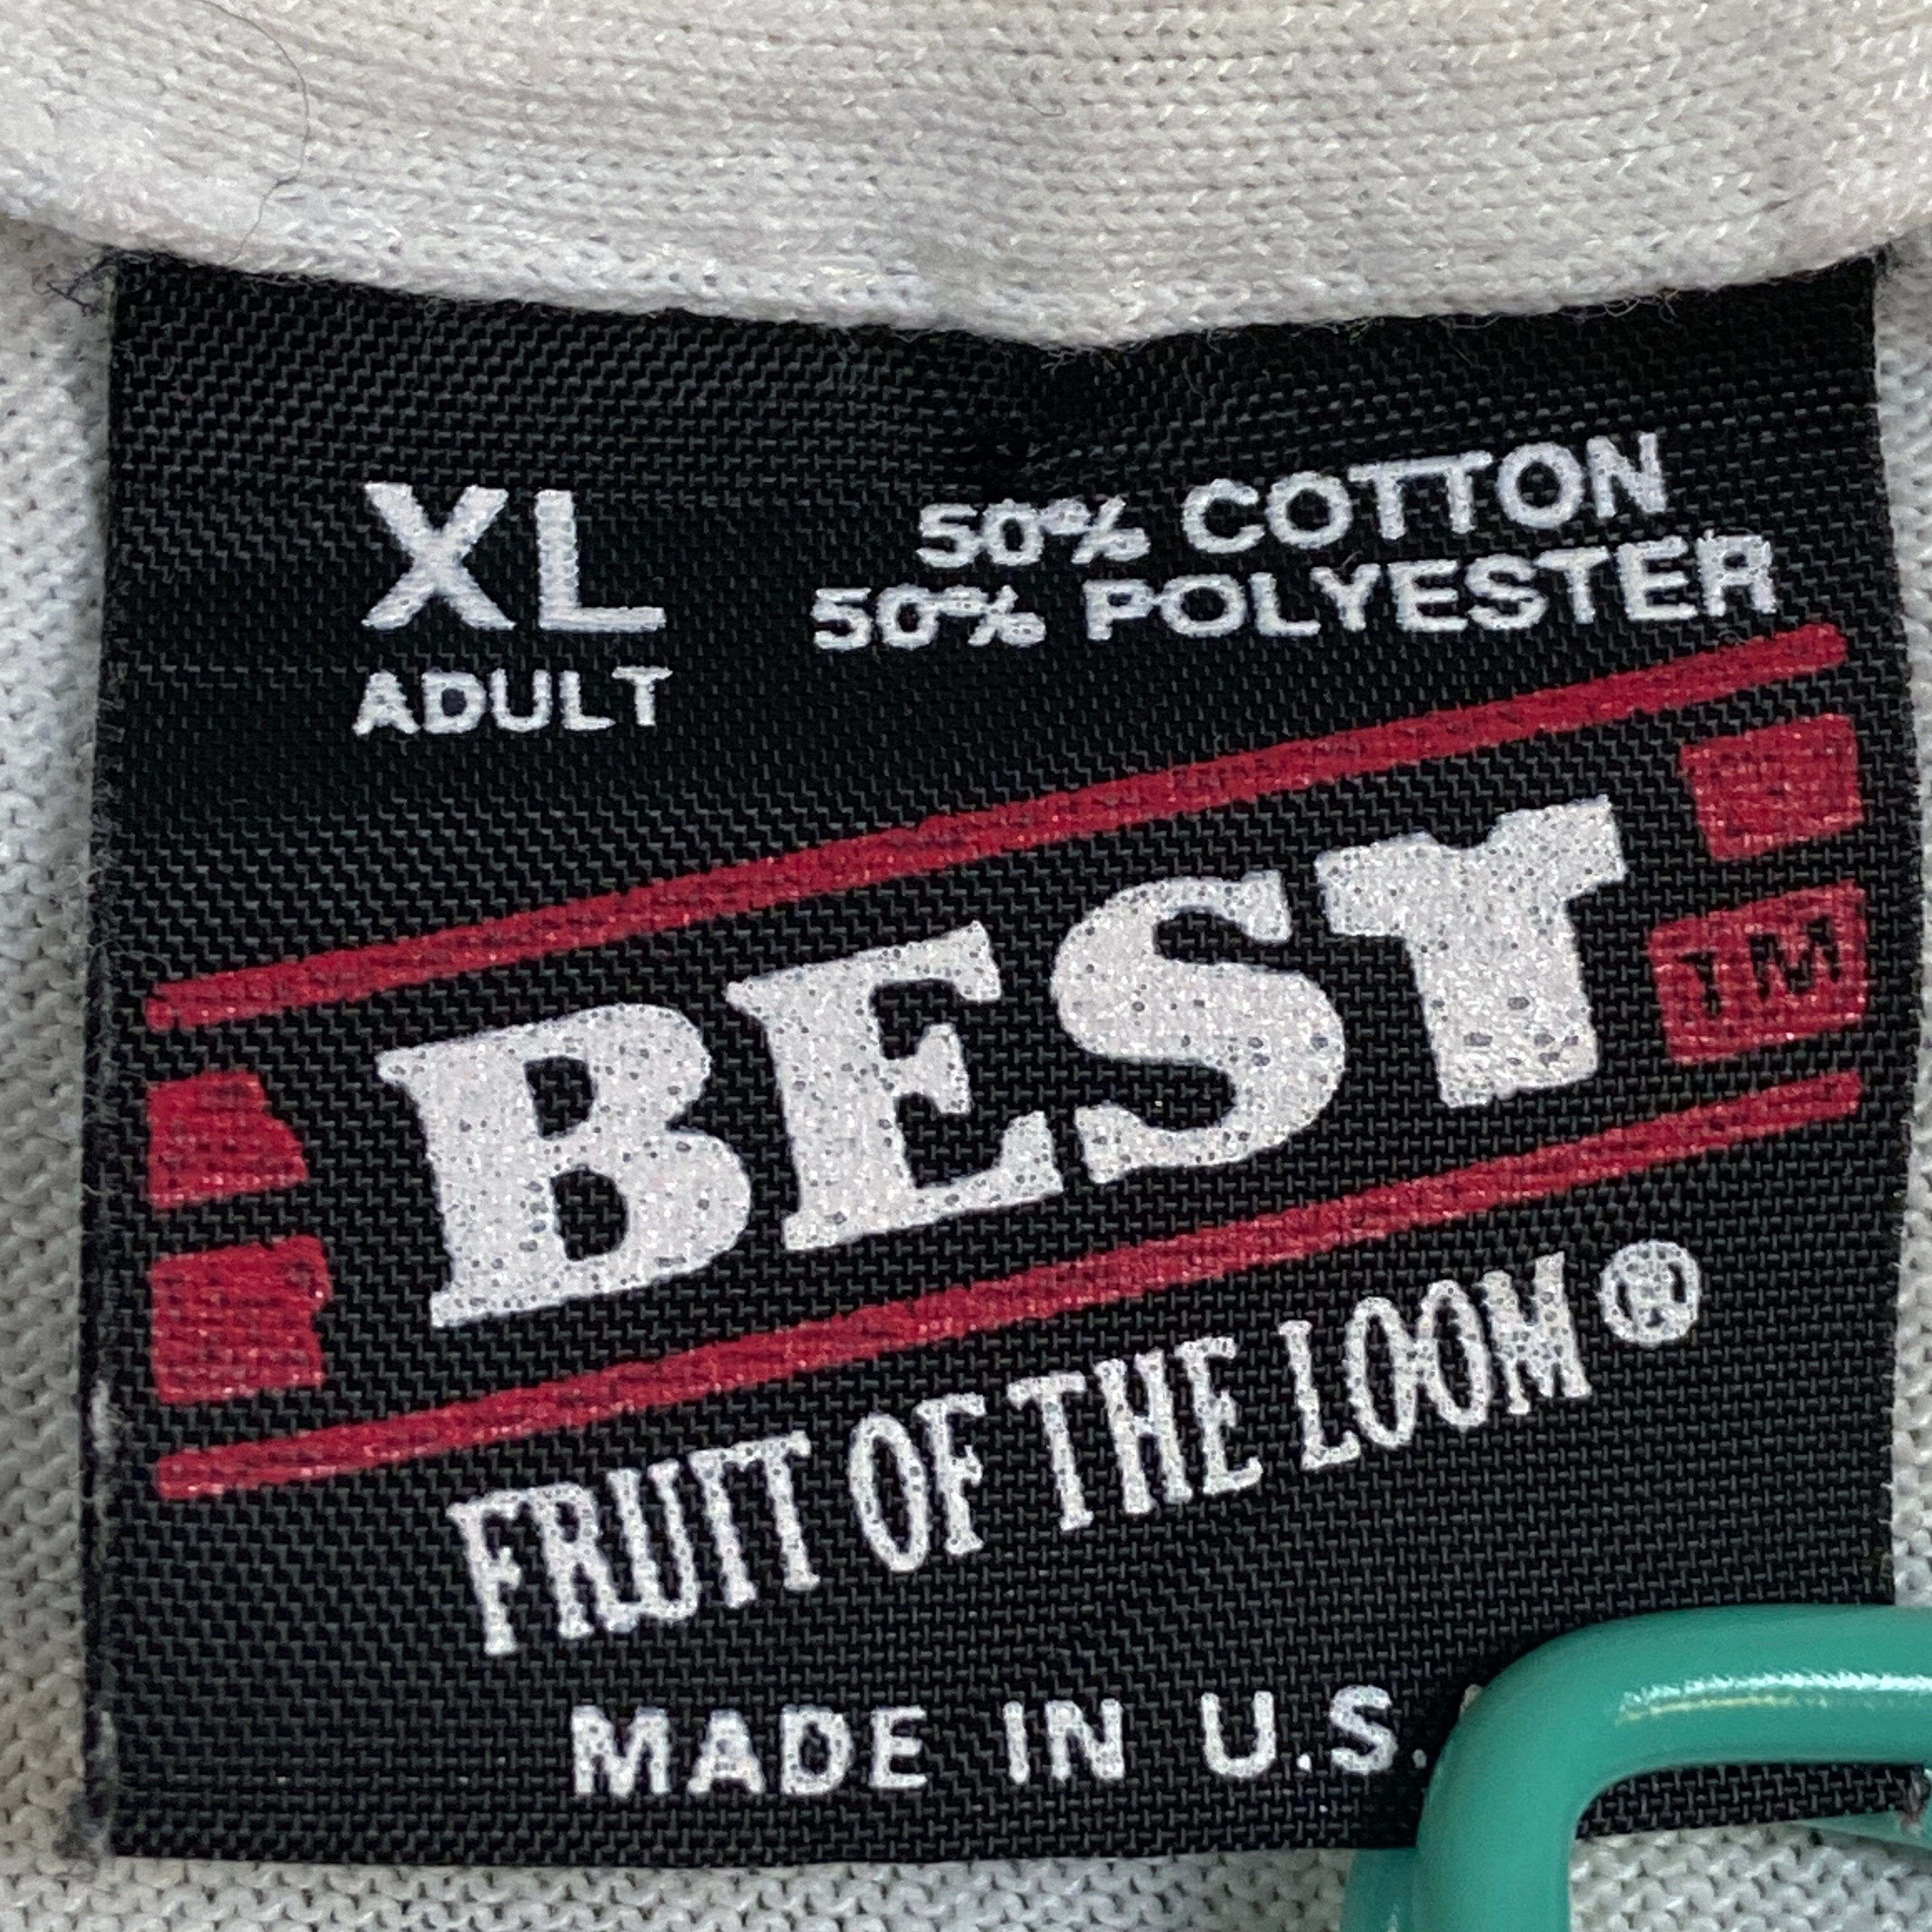 XL
ADULT
50% COTTON
50% POLYESTER
BEST
TM
FRUIT OF THE LOOM®
MADE IN U.S.